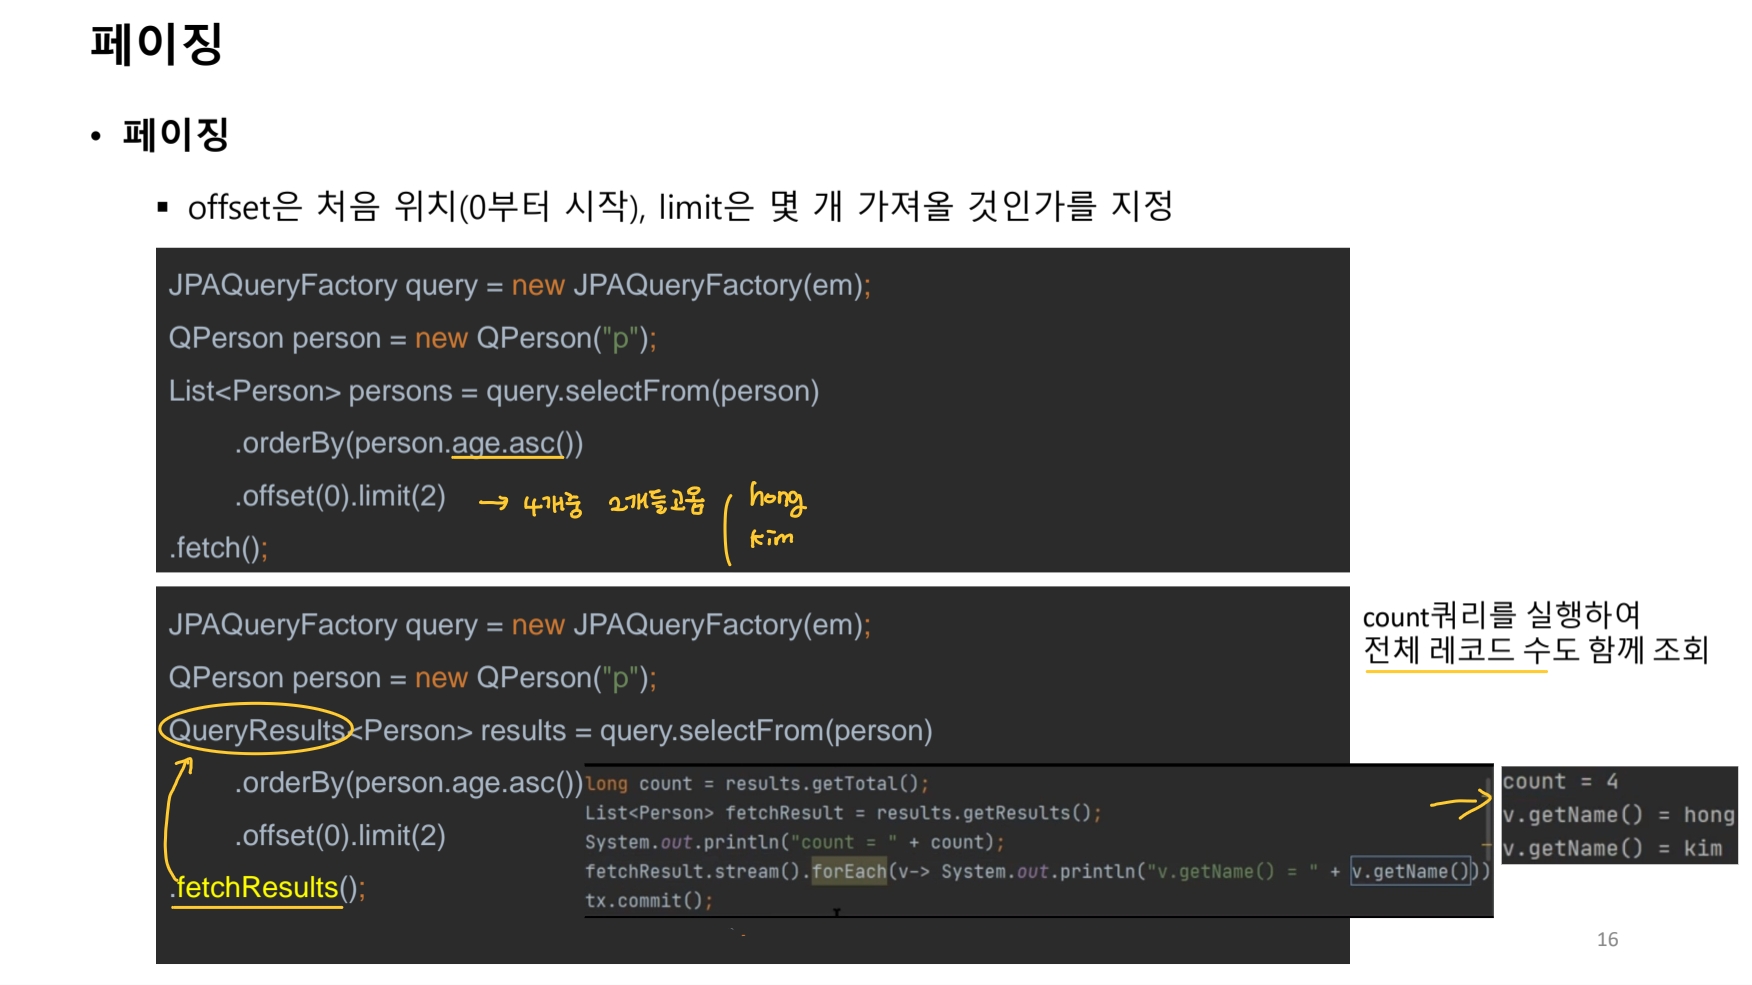 페이징
• 페이징
▪ offset은 처음 위치(0부터 시작), limit은 몇 개 가져올 것인가를 지정
JPAQueryFactory query = new JPAQueryFactory(em);
QPerson person = new QPerson("p");
List<Person> persons = query.selectFrom(person)
.orderBy(person.age.asc())
.offset(0).limit(2) → 4개중 2개들고옴 ( hong
kim
.fetch();
JPAQueryFactory query = new JPAQueryFactory(em);
QPerson person = new QPerson("p");
QueryResults<Person> results = query.selectFrom(person)
.orderBy(person.age.asc())
.offset(0).limit(2)
.fetchResults();
count쿼리를 실행하여
전체 레코드 수도 함께 조회
long count = results.getTotal();
List<Person> fetchResult = results.getResults();
System.out.println("count = " + count);
fetchResult.stream().forEach(v-> System.out.println("v.getName() = " + v.getName()))
tx.commit();
count = 4
v.getName() = hong
v.getName() = kim
16